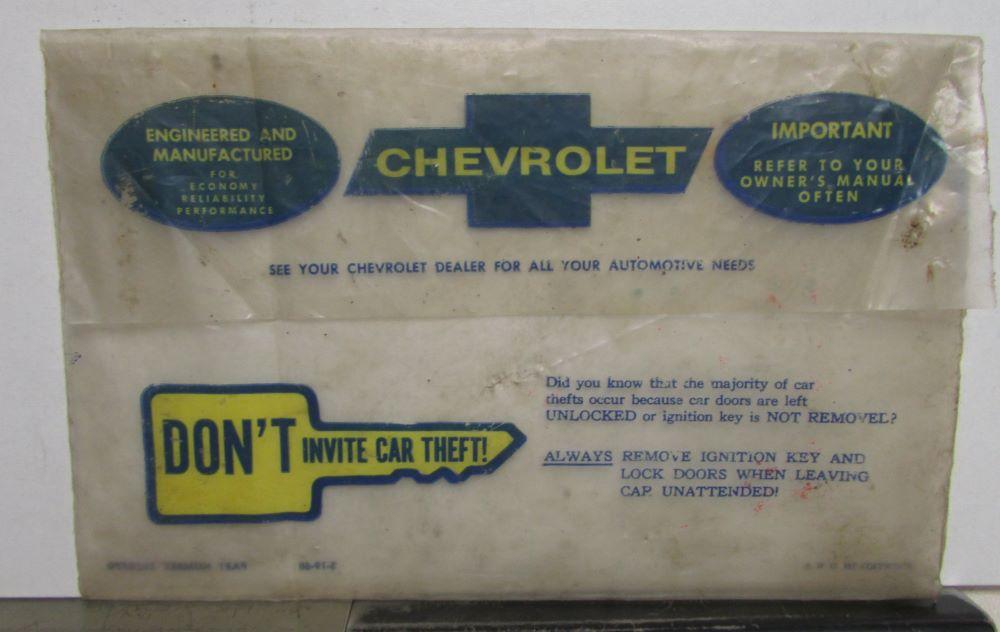 ENGINEERED AND
MANUFACTURED
FOR
ECONOMY
RELIABILITY
PERFORMANCE
CHEVROLET
IMPORTANT
REFER TO YOUR
OWNER'S MANUAL
OFTEN
SEE YOUR CHEVROLET DEALER FOR ALL YOUR AUTOMOTIVE NEEDS
DON'T INVITE CAR THEFT!
Did you know that the majority of car
thefts occur because car doors are left
UNLOCKED or ignition key is NOT REMOVED?
ALWAYS REMOVE IGNITION KEY AND
LOCK DOORS WHEN LEAVING
CAR UNATTENDED!
PART NUMBER